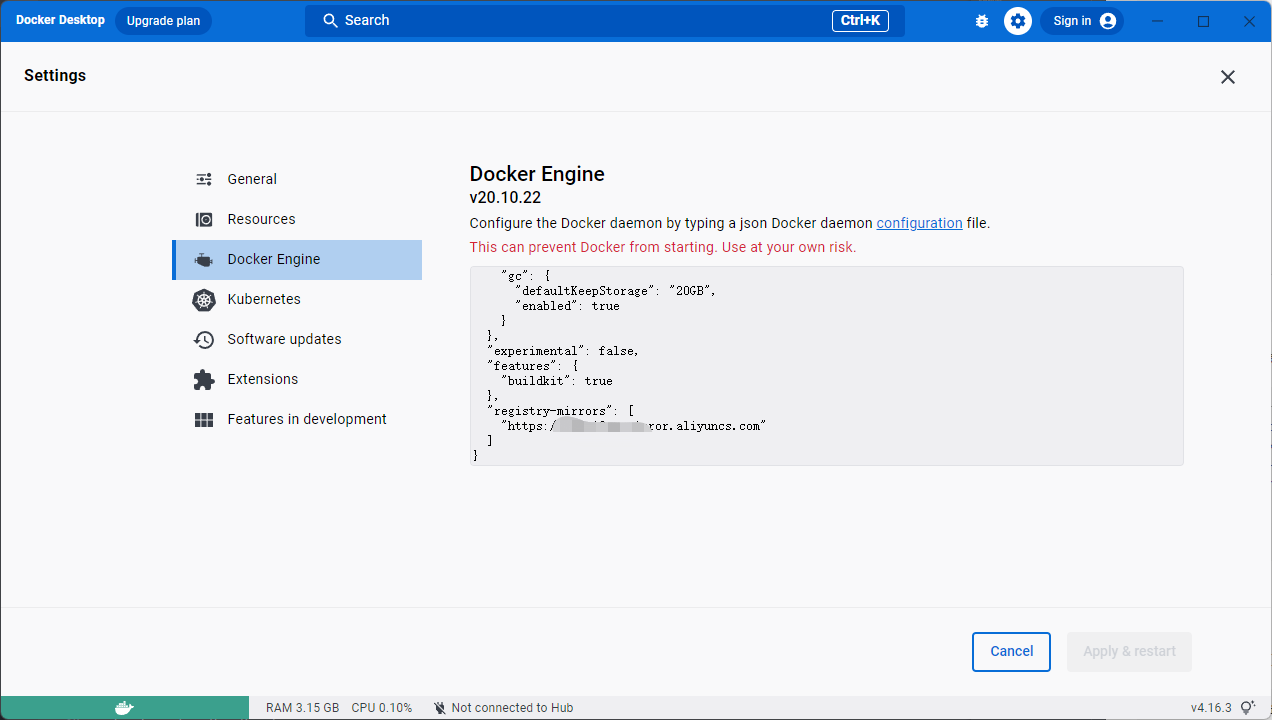 Docker Desktop
Upgrade plan
Search
Ctrl+K
Sign in
Settings
General
Resources
Docker Engine
Kubernetes
Software updates
Extensions
Features in development
Docker Engine
v20.10.22
Configure the Docker daemon by typing a json Docker daemon configuration file.
This can prevent Docker from starting. Use at your own risk.
"gc": {
"defaultKeepStorage": "20GB",
"enabled": true
}
},
"experimental": false,
"features": {
"buildkit": true
},
"registry-mirrors": [
"https:/ ror.aliyuncs.com"
]
}
Cancel
Apply & restart
RAM 3.15 GB CPU 0.10%
Not connected to Hub
v4.16.3